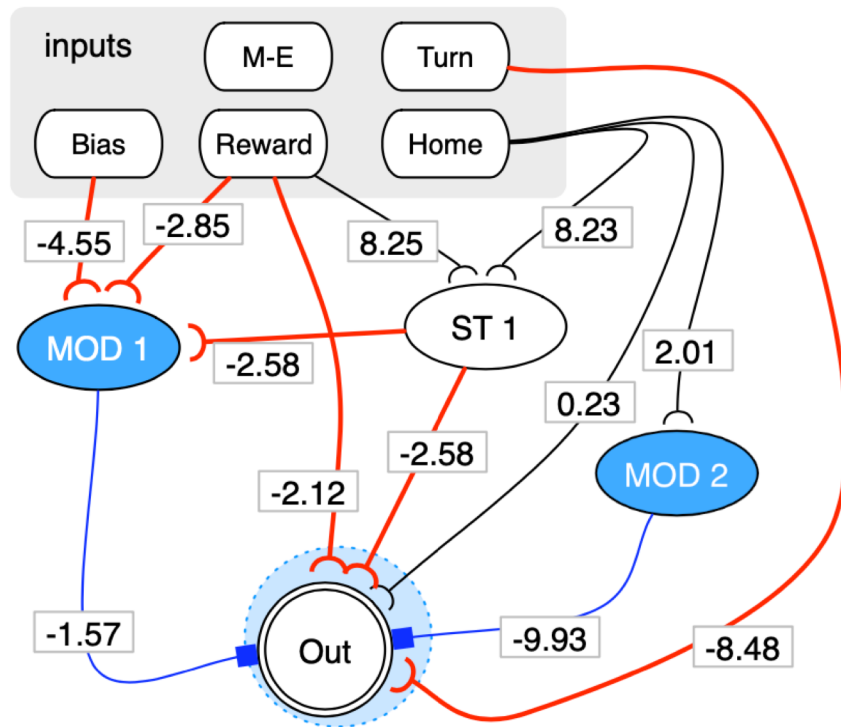 inputs
M-E
Turn
Bias
Reward
Home
-4.55
-2.85
8.25
8.23
MOD 1
ST 1
-2.58
2.01
0.23
-2.58
MOD 2
-2.12
-1.57
Out
-9.93
-8.48